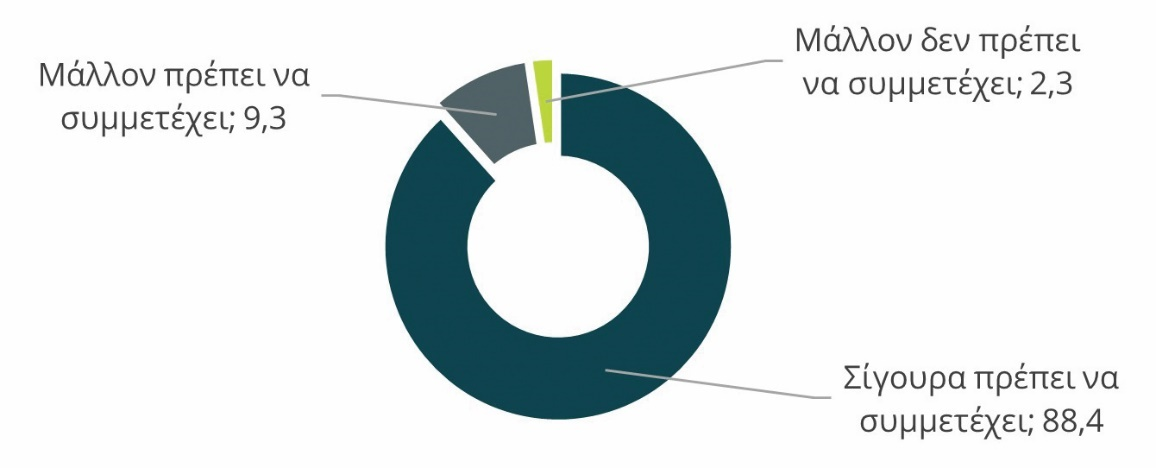 Μάλλον πρέπει να
συμμετέχει; 9,3
Μάλλον δεν πρέπει
να συμμετέχει; 2,3
Σίγουρα πρέπει να
συμμετέχει; 88,4